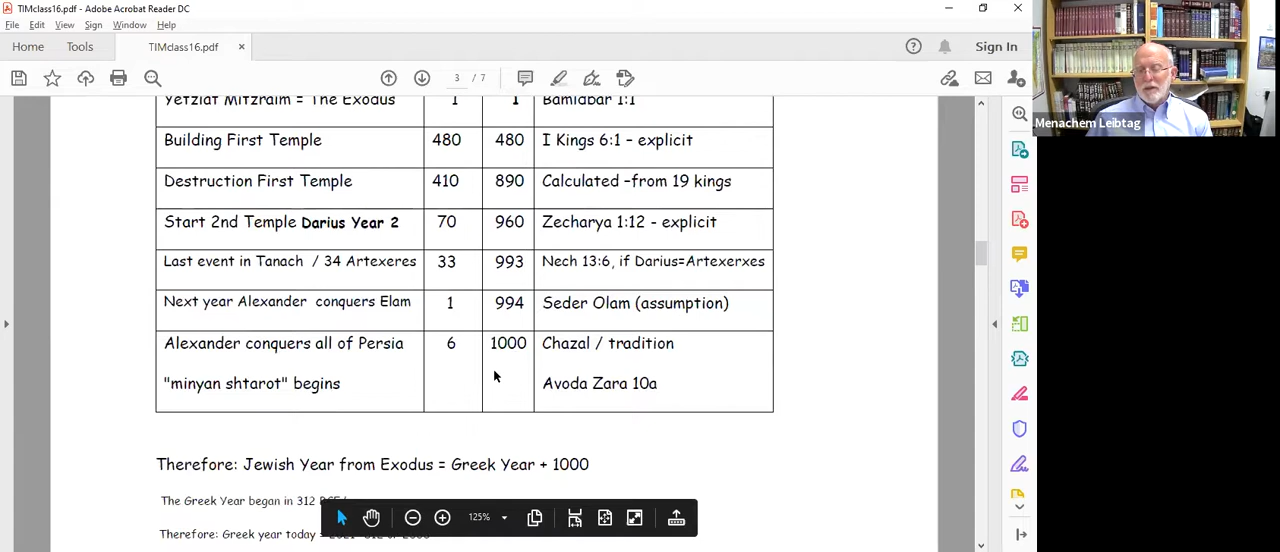 TIMclass16.pdf - Adobe Acrobat Reader DC
File Edit View Sign Window Help
Home Tools TIMclass16.pdf × Sign In
3 / 7
Yetziat Mitzraim = The Exodus 1 1 Bamidbar 1:1
Building First Temple 480 480 I Kings 6:1 – explicit
Destruction First Temple 410 890 Calculated –from 19 kings
Start 2nd Temple Darius Year 2 70 960 Zecharya 1:12 - explicit
Last event in Tanach / 34 Artexeres 33 993 Nech 13:6, if Darius=Artexerxes
Next year Alexander conquers Elam 1 994 Seder Olam (assumption)
Alexander conquers all of Persia 6 1000 Chazal / tradition
"minyan shtarot" begins Avoda Zara 10a
Therefore: Jewish Year from Exodus = Greek Year + 1000
The Greek Year began in 312
Therefore: Greek year today
125%
Menachem Leibtag